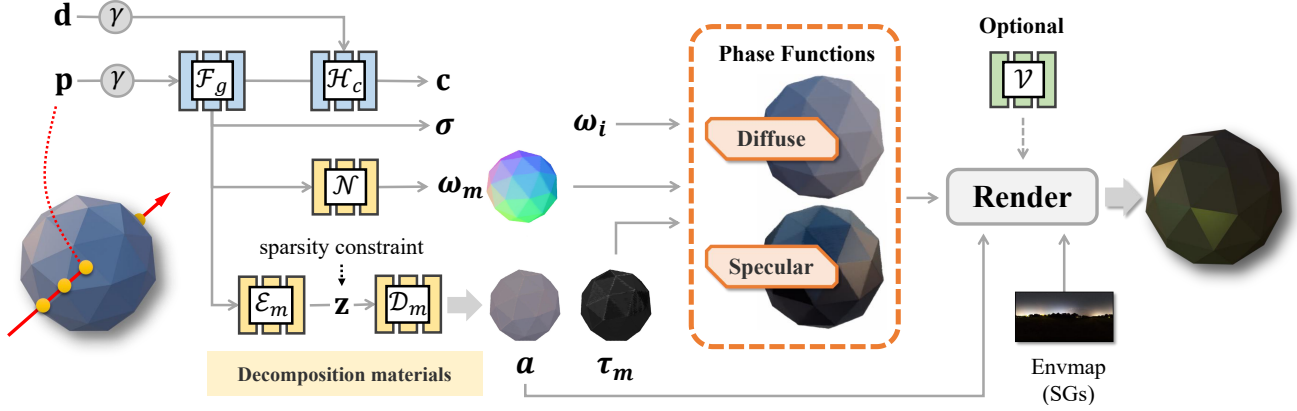 d γ
p γ 𝓕_g 𝓗_c c
σ
𝒩 ω_m
sparsity constraint
𝓔_m z 𝓓_m
Decomposition materials
a τ_m
ω_i
Phase Functions
Diffuse
Specular
Optional
𝒱
Render
Envmap
(SGs)